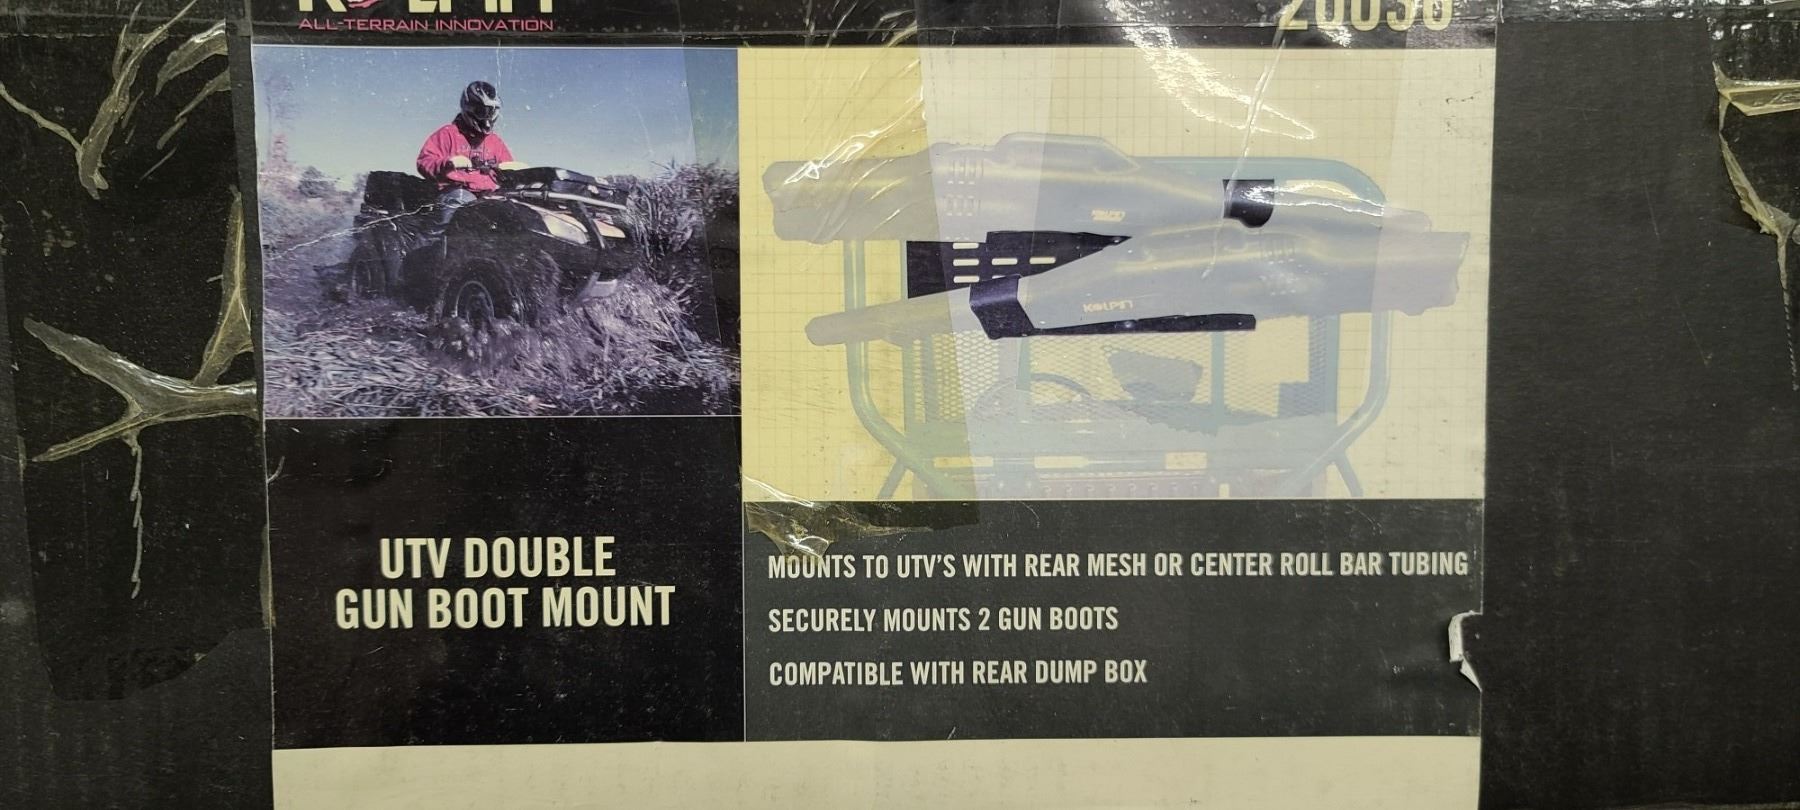 ALL-TERRAIN INNOVATION
UTV DOUBLE
GUN BOOT MOUNT
KOLPIN
MOUNTS TO UTV'S WITH REAR MESH OR CENTER ROLL BAR TUBING
SECURELY MOUNTS 2 GUN BOOTS
COMPATIBLE WITH REAR DUMP BOX